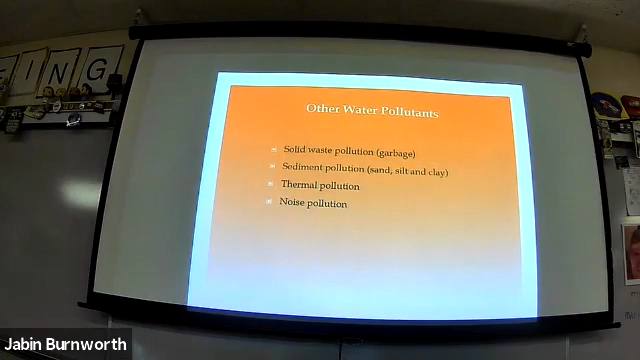 ING
Other Water Pollutants
Solid waste pollution (garbage)
Sediment pollution (sand, silt and clay)
Thermal pollution
Noise pollution
Jabin Burnworth